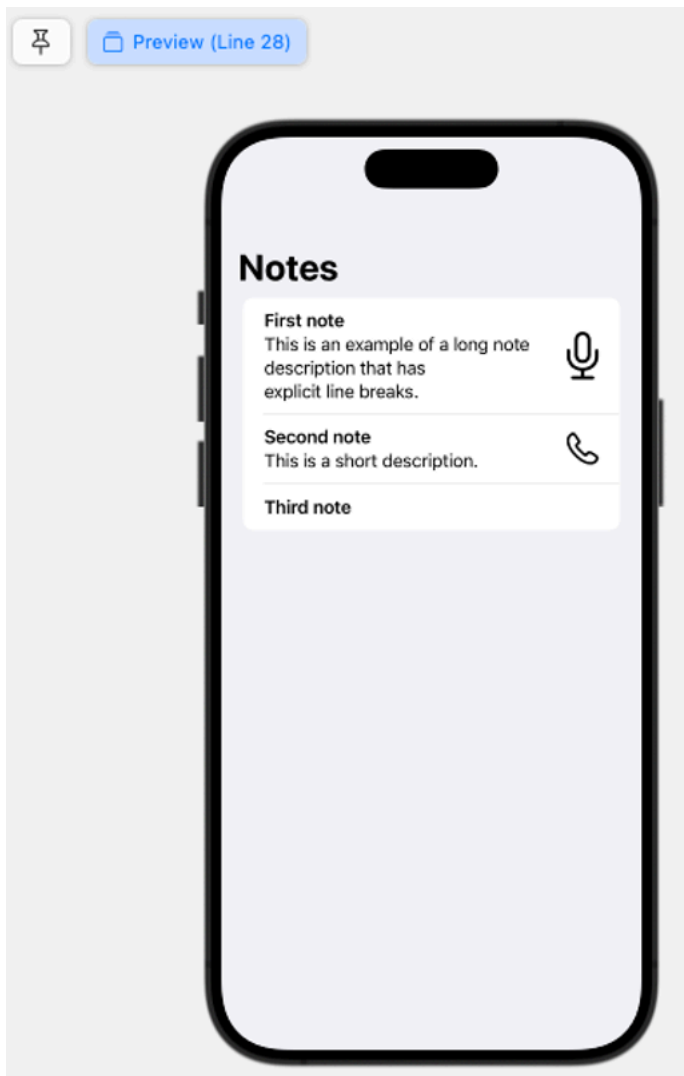 Preview (Line 28)
Notes
First note
This is an example of a long note
description that has
explicit line breaks.
Second note
This is a short description.
Third note